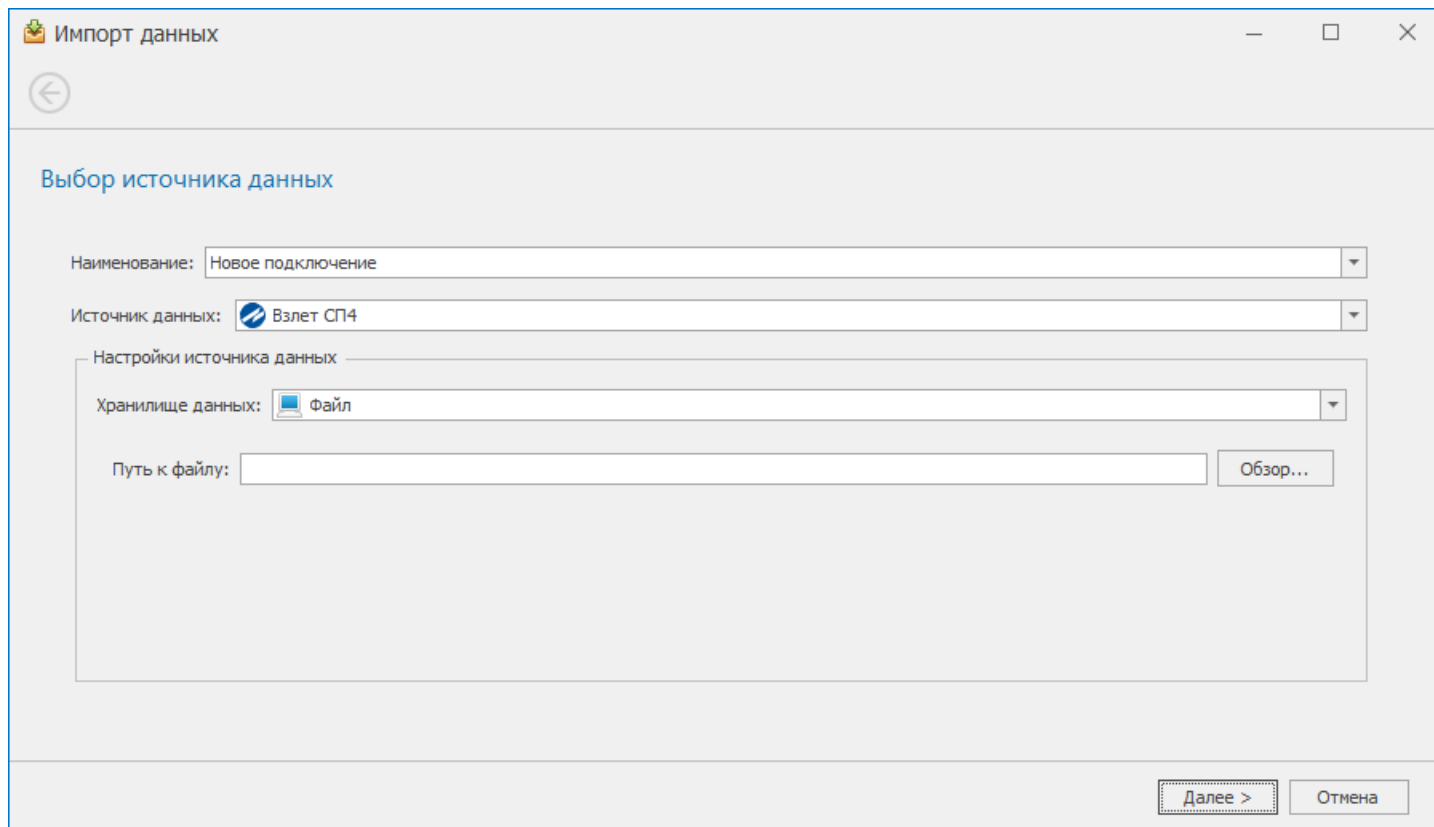 Импорт данных
Выбор источника данных
Наименование: Новое подключение
Источник данных: Взлет СП4
Настройки источника данных
Хранилище данных: Файл
Путь к файлу: Обзор...
Далее > Отмена